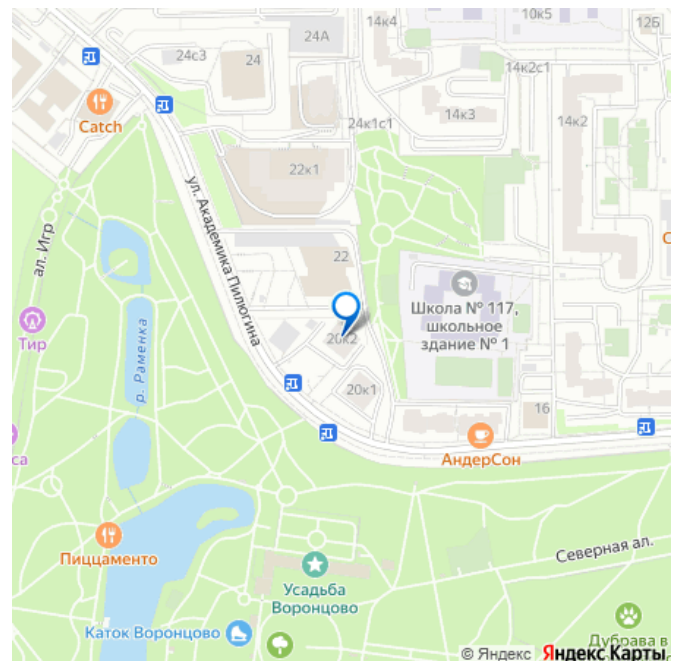 14к4
10к5
12Б
24А
24с3
24
14к2с1
Catch
24к1с1
14к3
14к2
22к1
ул. Академика Пилюгина
ал. Игр
22
С
Школа № 117,
школьное
здание № 1
р. Раменка
Тир
20к2
20к1
16
АндерСон
са
Северная ал.
Пиццаменто
Усадьба
Воронцово
Каток Воронцово
Дубрава в
© Яндекс Яндекс Карты